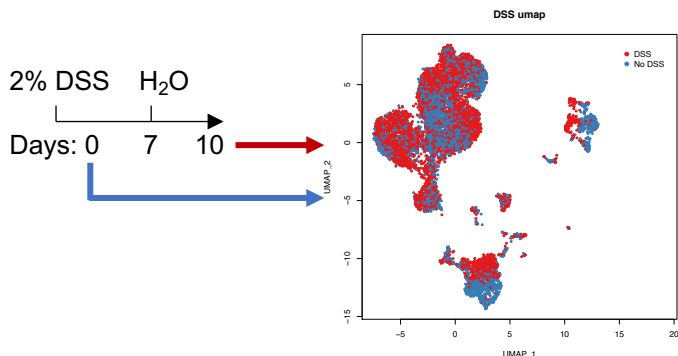 2% DSS H₂O
Days: 0 7 10
DSS umap
DSS
No DSS
UMAP_2
5
0
−5
−10
−15
−5 0 5 10 15 20
UMAP_1